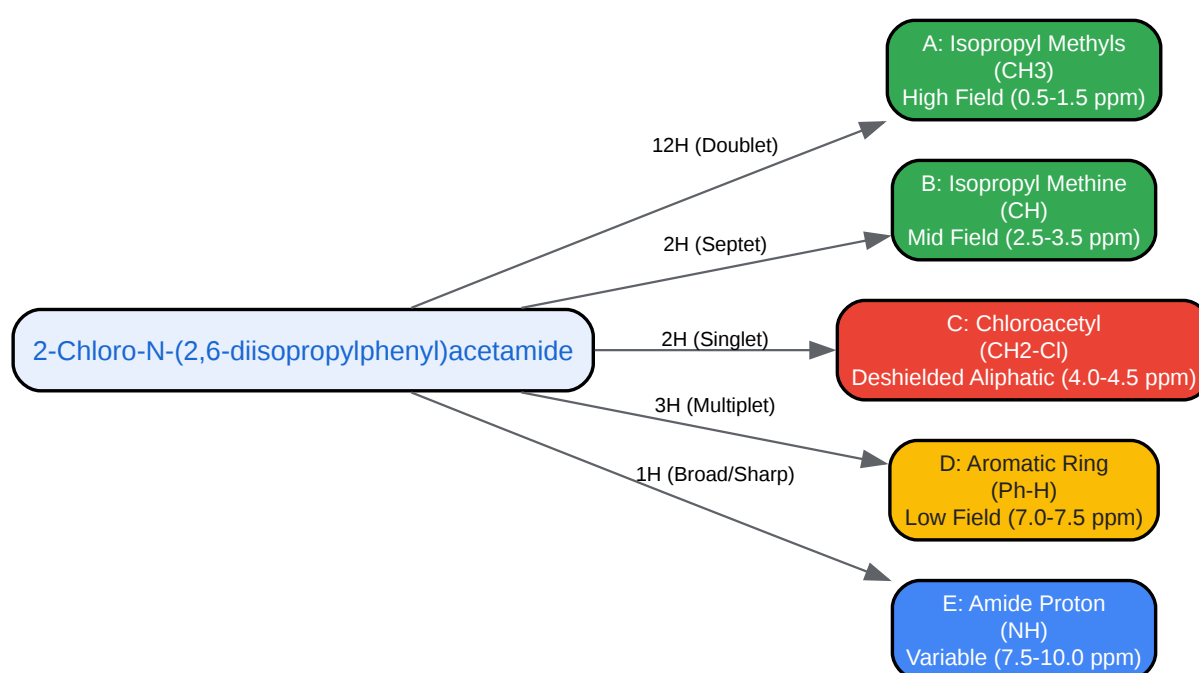 A: Isopropyl Methyls
(CH3)
High Field (0.5-1.5 ppm)
12H (Doublet)
B: Isopropyl Methine
(CH)
Mid Field (2.5-3.5 ppm)
2H (Septet)
2-Chloro-N-(2,6-diisopropylphenyl)acetamide
2H (Singlet)
C: Chloroacetyl
(CH2-Cl)
Deshielded Aliphatic (4.0-4.5 ppm)
3H (Multiplet)
D: Aromatic Ring
(Ph-H)
Low Field (7.0-7.5 ppm)
1H (Broad/Sharp)
E: Amide Proton
(NH)
Variable (7.5-10.0 ppm)